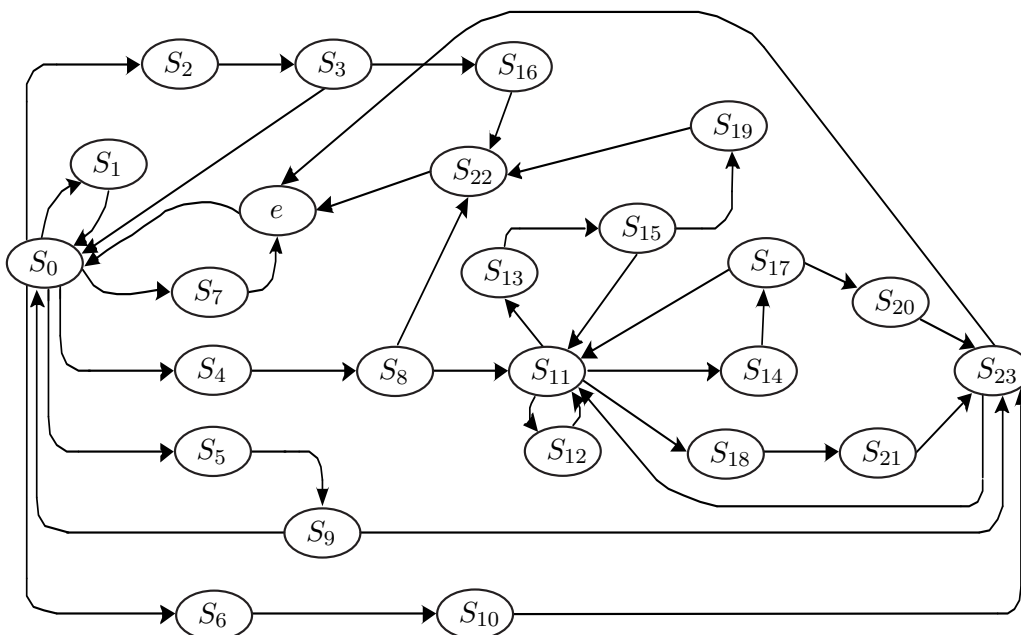 S₂
S₃
S₁₆
S₁₉
S₁
S₂₂
e
S₁₅
S₀
S₁₃
S₁₇
S₇
S₂₀
S₄
S₈
S₁₁
S₁₄
S₂₃
S₅
S₁₂
S₁₈
S₂₁
S₉
S₆
S₁₀